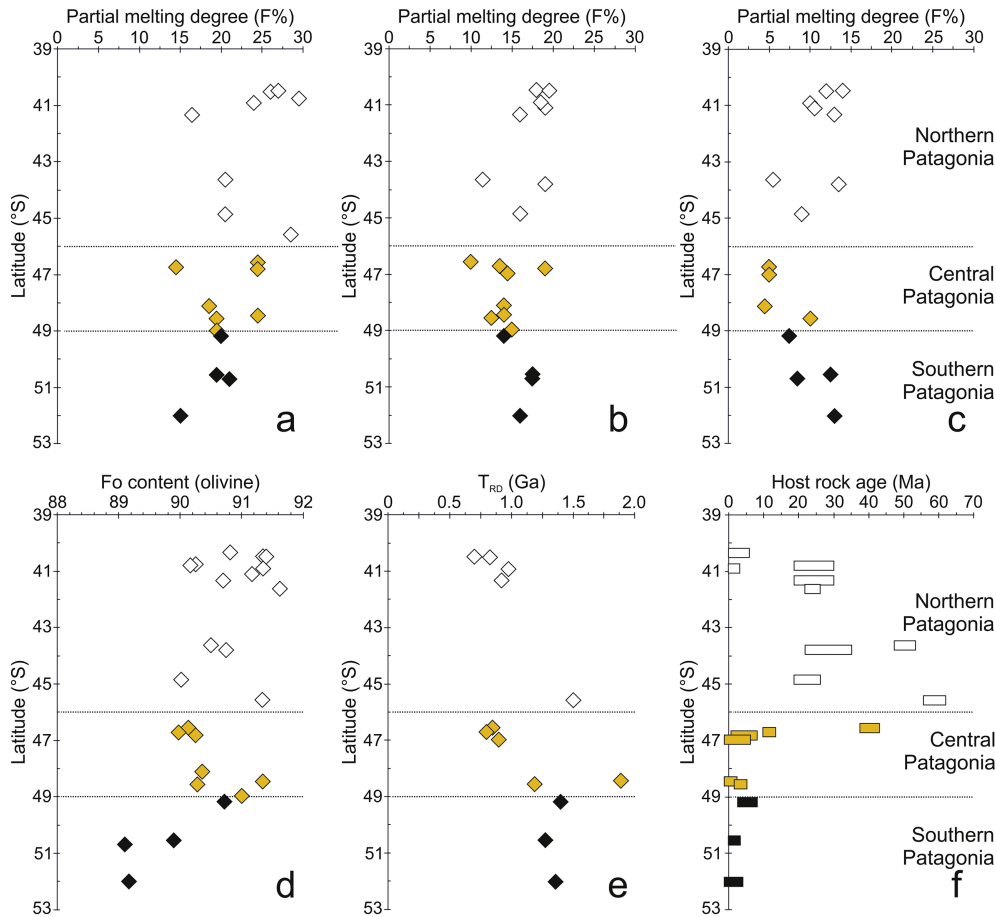 Partial melting degree (F%)
0 5 10 15 20 25 30
39
41
43
45
47
49
51
53
Latitude (°S)
a
Partial melting degree (F%)
0 5 10 15 20 25 30
39
41
43
45
47
49
51
53
Latitude (°S)
b
Partial melting degree (F%)
0 5 10 15 20 25 30
39
41
43
45
47
49
51
53
Latitude (°S)
Northern
Patagonia
Central
Patagonia
Southern
Patagonia
c
Fo content (olivine)
88 89 90 91 92
39
41
43
45
47
49
51
53
Latitude (°S)
d
TRD (Ga)
0 0.5 1.0 1.50 2.0
39
41
43
45
47
49
51
53
Latitude (°S)
e
Host rock age (Ma)
0 10 20 30 40 50 60 70
39
41
43
45
47
49
51
53
Latitude (°S)
Northern
Patagonia
Central
Patagonia
Southern
Patagonia
f